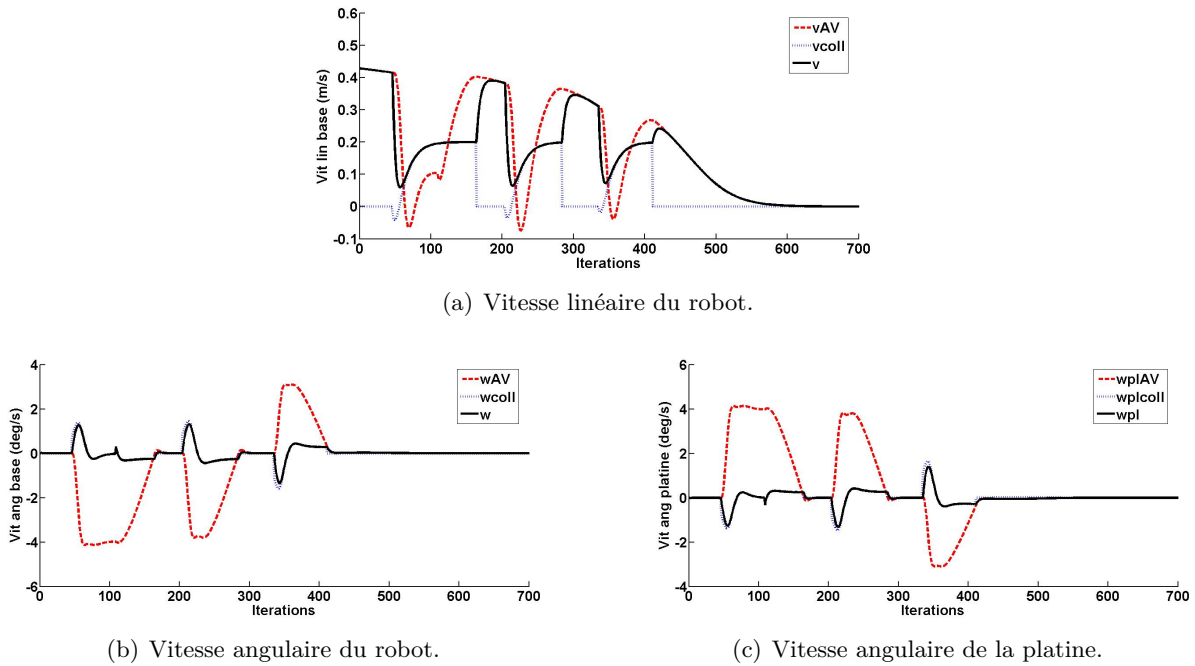 0.6
0.5
0.4
0.3
0.2
0.1
0
-0.1
Vit lin base (m/s)
vAV
vcoll
v
0 100 200 300 400 500 600 700
Iterations
(a) Vitesse linéaire du robot.
4
2
0
-2
-4
-6
Vit ang base (deg/s)
wAV
wcoll
w
0 100 200 300 400 500 600 700
Iterations
(b) Vitesse angulaire du robot.
6
4
2
0
-2
-4
Vit ang platine (deg/s)
wplAV
wplcoll
wpl
0 100 200 300 400 500 600 700
Iterations
(c) Vitesse angulaire de la platine.